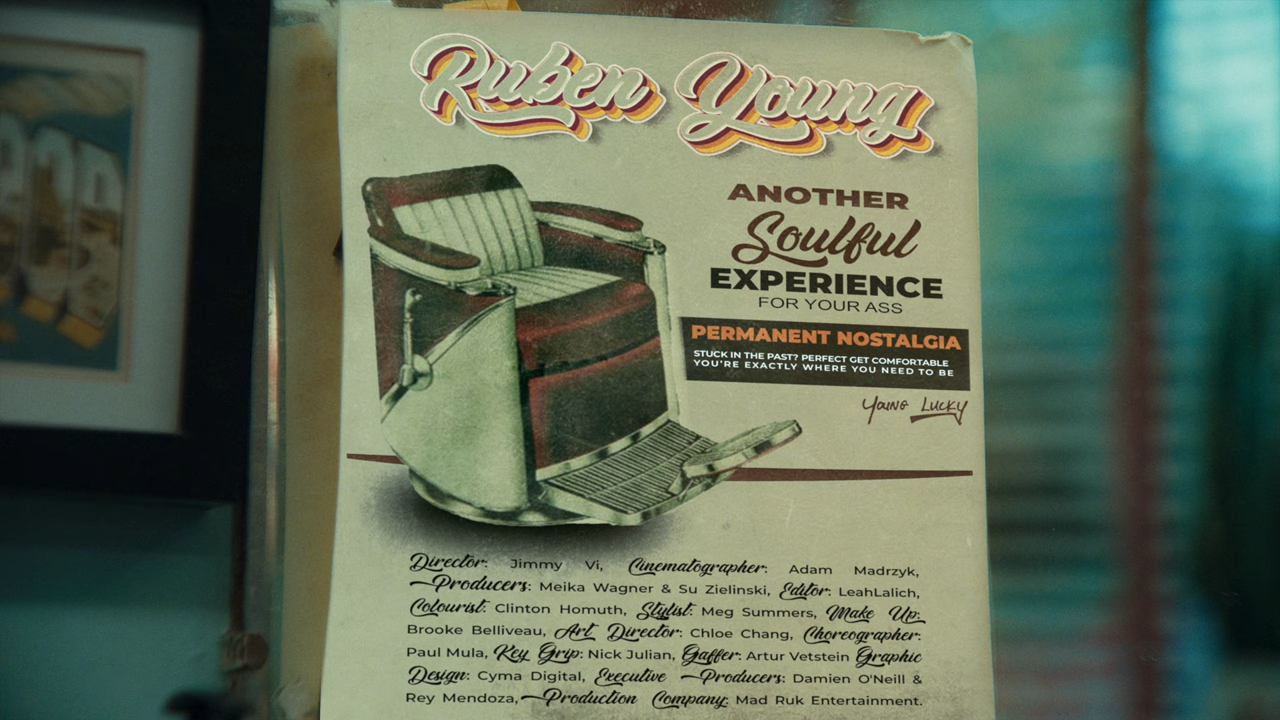 Ruben Young
ANOTHER
Soulful
EXPERIENCE
FOR YOUR ASS
PERMANENT NOSTALGIA
STUCK IN THE PAST? PERFECT GET COMFORTABLE
YOU'RE EXACTLY WHERE YOU NEED TO BE
Young Lucky
Director: Jimmy Vi, Cinematographer: Adam Madrzyk,
Producers: Meika Wagner & Su Zielinski, Editor: LeahLalich,
Colourist: Clinton Homuth, Stylist: Meg Summers, Make Up:
Brooke Belliveau, Art Director: Chloe Chang, Choreographer:
Paul Mula, Key Grip: Nick Julian, Gaffer: Artur Vetstein Graphic
Design: Cyma Digital, Executive Producers: Damien O'Neill &
Rey Mendoza, Production Company: Mad Ruk Entertainment.